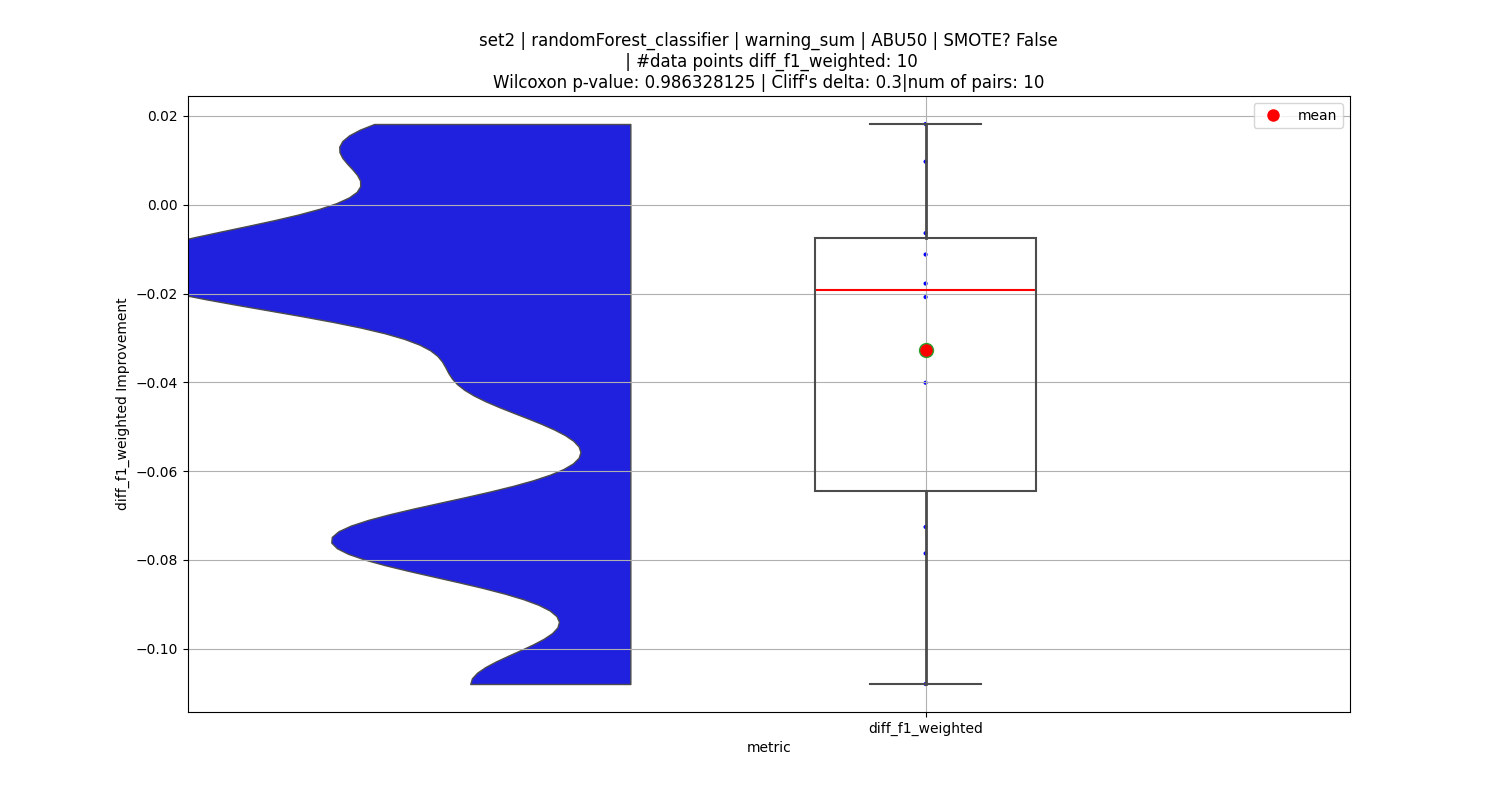 set2 | randomForest_classifier | warning_sum | ABU50 | SMOTE? False
| #data points diff_f1_weighted: 10
Wilcoxon p-value: 0.986328125 | Cliff's delta: 0.3|num of pairs: 10
mean
0.02
0.00
−0.02
−0.04
−0.06
−0.08
−0.10
diff_f1_weighted Improvement
diff_f1_weighted
metric